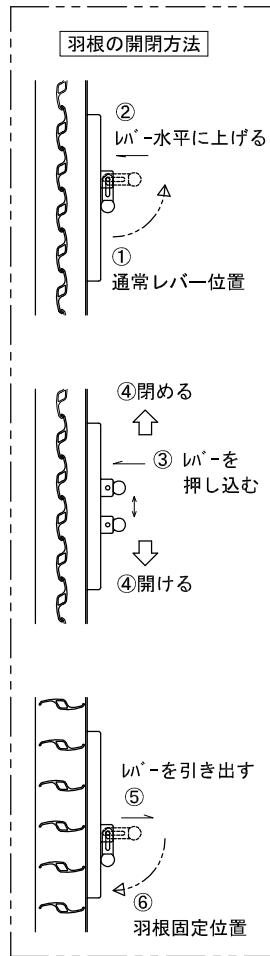 羽根の開閉方法
②
ﾚﾊﾞｰ水平に上げる
①
通常レバー位置
④閉める
③ ﾚﾊﾞｰを
押し込む
④開ける
ﾚﾊﾞｰを引き出す
⑤
⑥
羽根固定位置